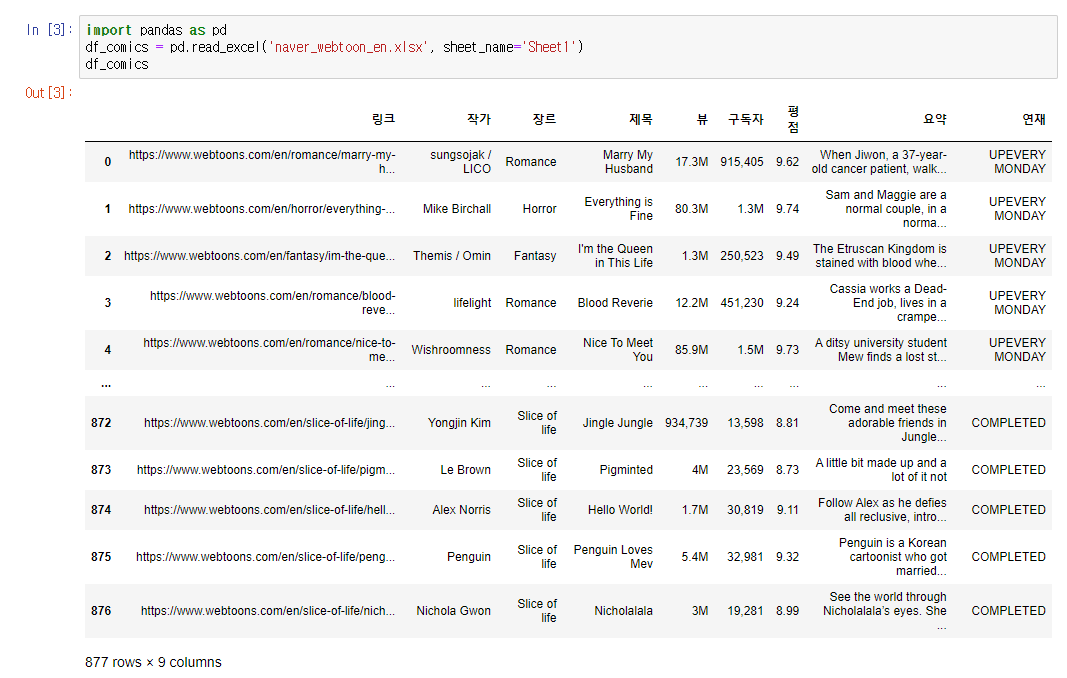 In [3]: import pandas as pd
df_comics = pd.read_excel('naver_webtoon_en.xlsx', sheet_name='Sheet1')
df_comics
Out[3]:
링크 작가 장르 제목 뷰 구독자 평점 요약 연재
0 https://www.webtoons.com/en/romance/marry-my-h... sungsojak / LICO Romance Marry My Husband 17.3M 915,405 9.62 When Jiwon, a 37-year-old cancer patient, walk... UPEVERY MONDAY
1 https://www.webtoons.com/en/horror/everything-... Mike Birchall Horror Everything is Fine 80.3M 1.3M 9.74 Sam and Maggie are a normal couple, in a norma... UPEVERY MONDAY
2 https://www.webtoons.com/en/fantasy/im-the-que... Themis / Omin Fantasy I'm the Queen in This Life 1.3M 250,523 9.49 The Etruscan Kingdom is stained with blood whe... UPEVERY MONDAY
3 https://www.webtoons.com/en/romance/blood-reve... lifelight Romance Blood Reverie 12.2M 451,230 9.24 Cassia works a Dead-End job, lives in a crampe... UPEVERY MONDAY
4 https://www.webtoons.com/en/romance/nice-to-me... Wishroomness Romance Nice To Meet You 85.9M 1.5M 9.73 A ditsy university student Mew finds a lost st... UPEVERY MONDAY
... ... ... ... ... ... ... ... ... ...
872 https://www.webtoons.com/en/slice-of-life/jing... Yongjin Kim Slice of life Jingle Jungle 934,739 13,598 8.81 Come and meet these adorable friends in Jungle... COMPLETED
873 https://www.webtoons.com/en/slice-of-life/pigm... Le Brown Slice of life Pigminted 4M 23,569 8.73 A little bit made up and a lot of it not COMPLETED
874 https://www.webtoons.com/en/slice-of-life/hell... Alex Norris Slice of life Hello World! 1.7M 30,819 9.11 Follow Alex as he defies all reclusive, intro... COMPLETED
875 https://www.webtoons.com/en/slice-of-life/peng... Penguin Slice of life Penguin Loves Mev 5.4M 32,981 9.32 Penguin is a Korean cartoonist who got married... COMPLETED
876 https://www.webtoons.com/en/slice-of-life/nich... Nichola Gwon Slice of life Nicholalala 3M 19,281 8.99 See the world through Nicholalala's eyes. She ... COMPLETED
877 rows × 9 columns